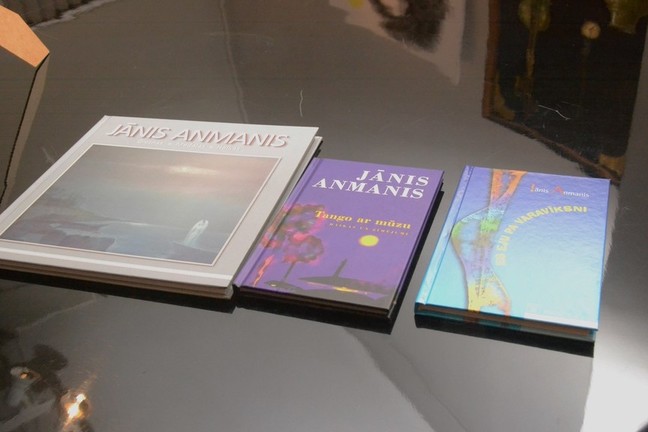 JĀNIS ANMANIS
JĀNIS
ANMANIS
Tango ar mūzu
Jānis Anmanis
PA VARAVĪKSNI